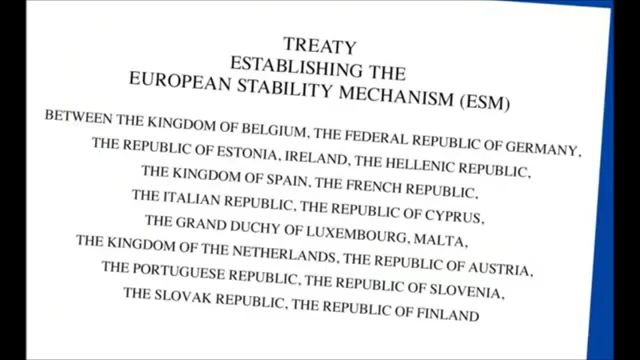 TREATY
ESTABLISHING THE
EUROPEAN STABILITY MECHANISM (ESM)
BETWEEN THE KINGDOM OF BELGIUM, THE FEDERAL REPUBLIC OF GERMANY,
THE REPUBLIC OF ESTONIA, IRELAND, THE HELLENIC REPUBLIC,
THE KINGDOM OF SPAIN, THE FRENCH REPUBLIC,
THE ITALIAN REPUBLIC, THE REPUBLIC OF CYPRUS,
THE GRAND DUCHY OF LUXEMBOURG, MALTA,
THE KINGDOM OF THE NETHERLANDS, THE REPUBLIC OF AUSTRIA,
THE PORTUGUESE REPUBLIC, THE REPUBLIC OF SLOVENIA,
THE SLOVAK REPUBLIC, THE REPUBLIC OF FINLAND